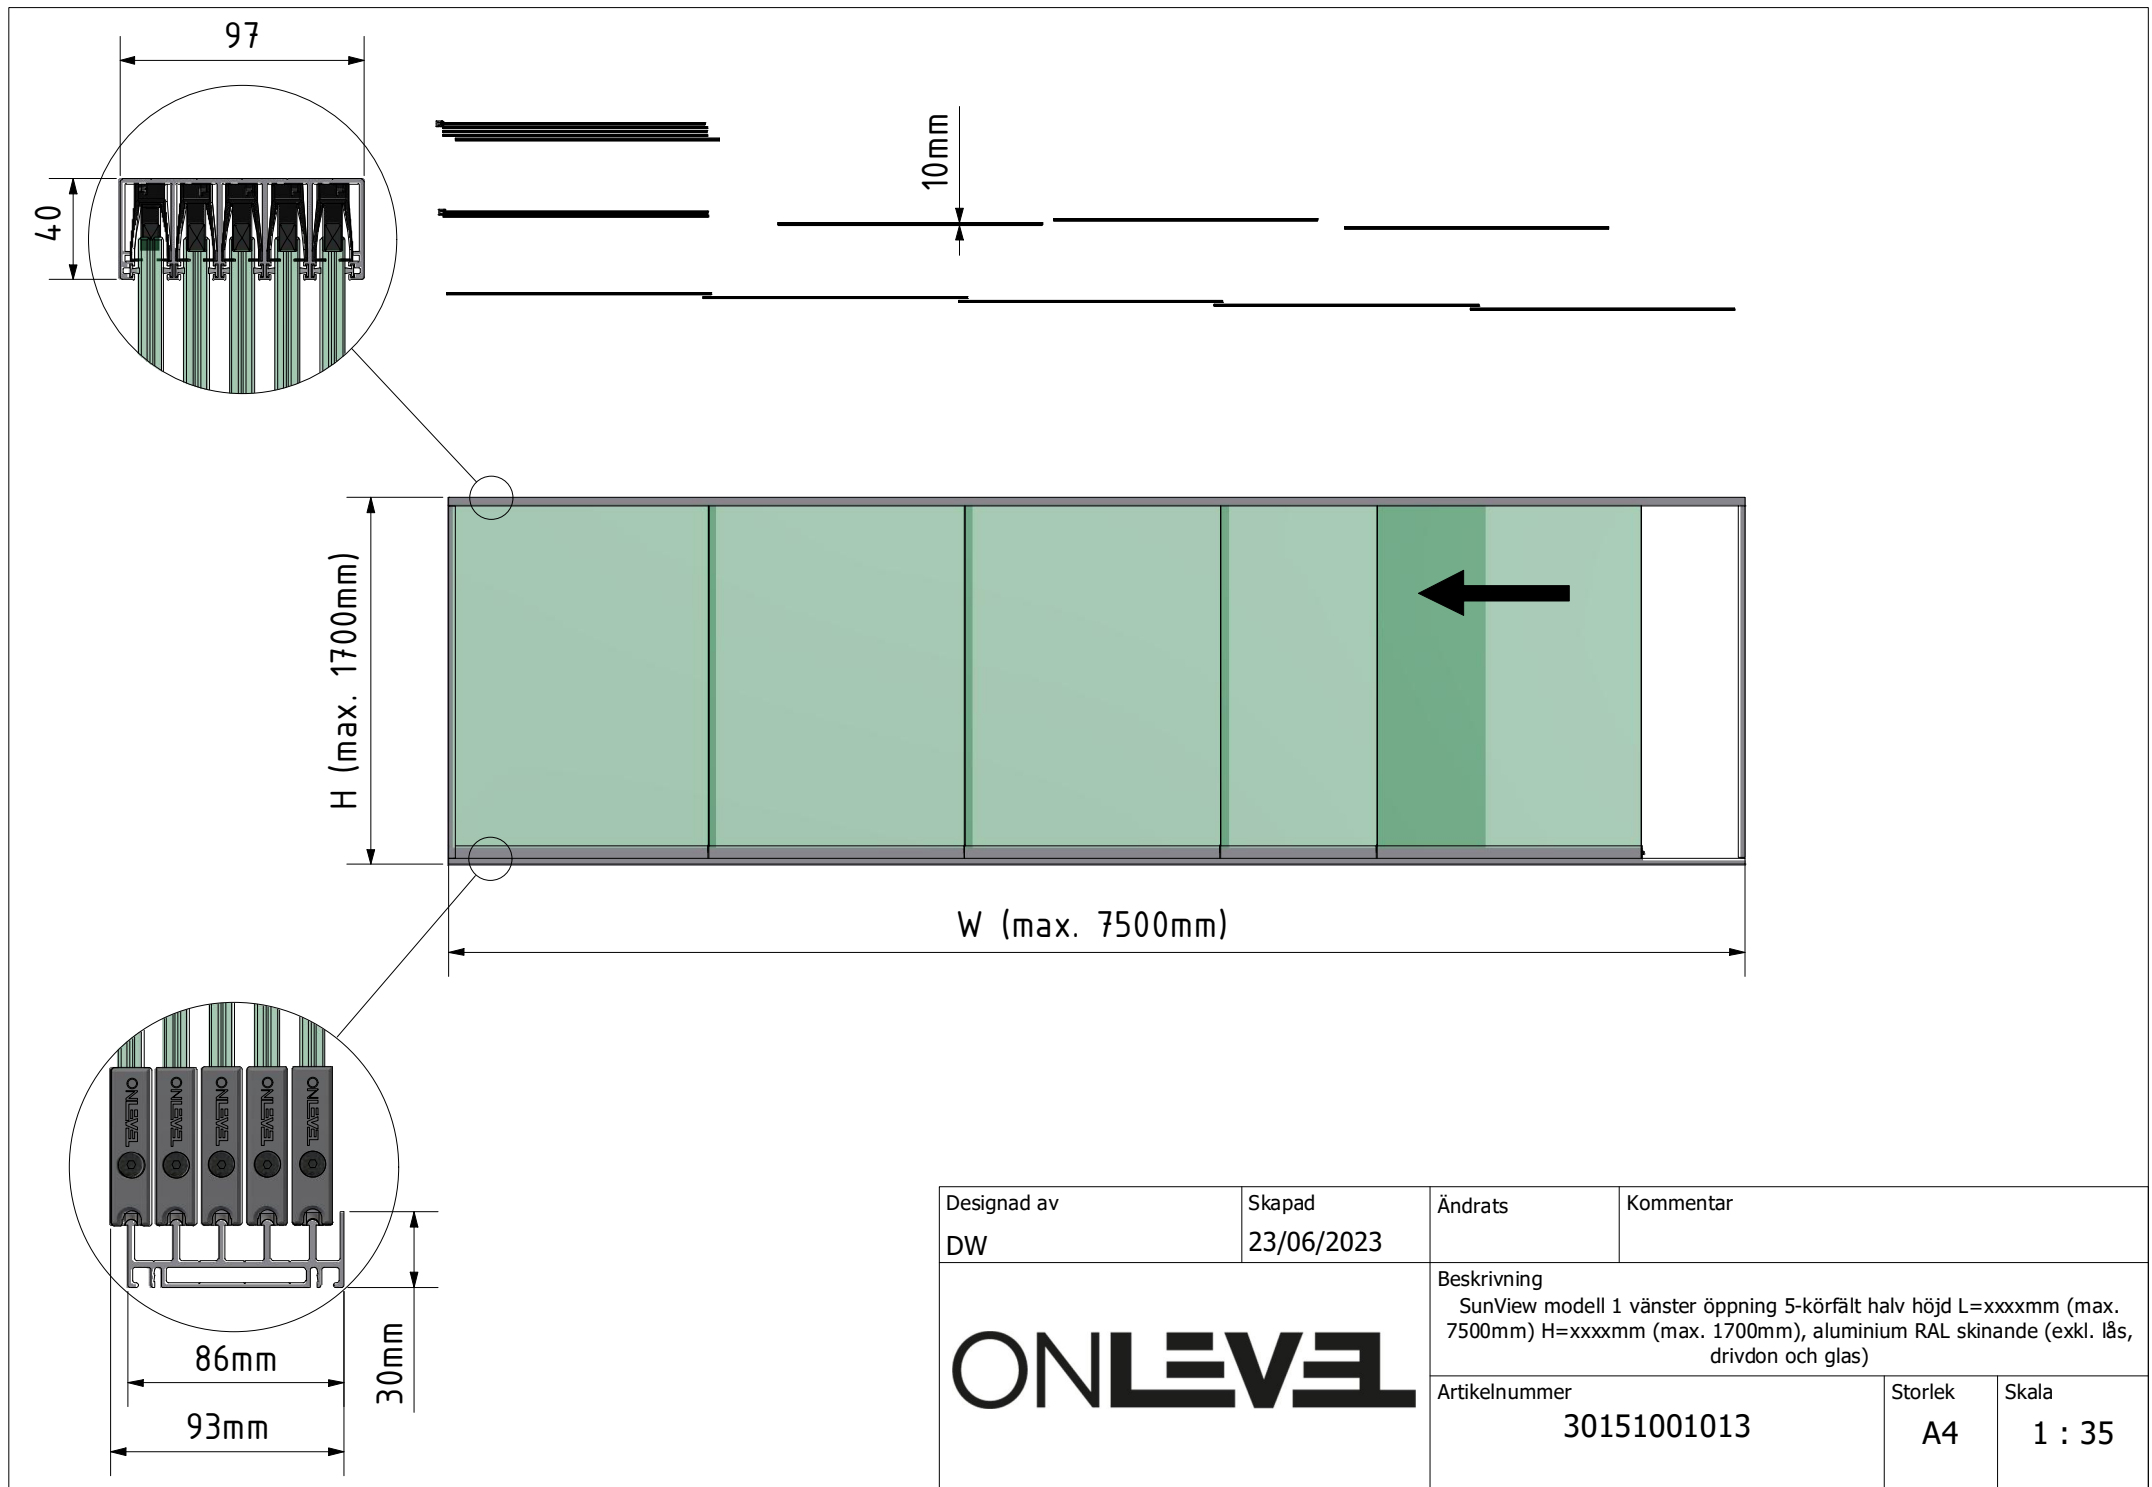 97
40
10mm
H (max. 1700mm)
W (max. 7500mm)
ONLEVEL
ONLEVEL
ONLEVEL
ONLEVEL
ONLEVEL
86mm
93mm
30mm
Designad av
DW
Skapad
23/06/2023
Ändrats
Kommentar
ONLEVEL
Beskrivning
SunView modell 1 vänster öppning 5-körfält halv höjd L=xxxxmm (max.
7500mm) H=xxxxmm (max. 1700mm), aluminium RAL skinande (exkl. lås,
drivdon och glas)
Artikelnummer
30151001013
Storlek
A4
Skala
1 : 35